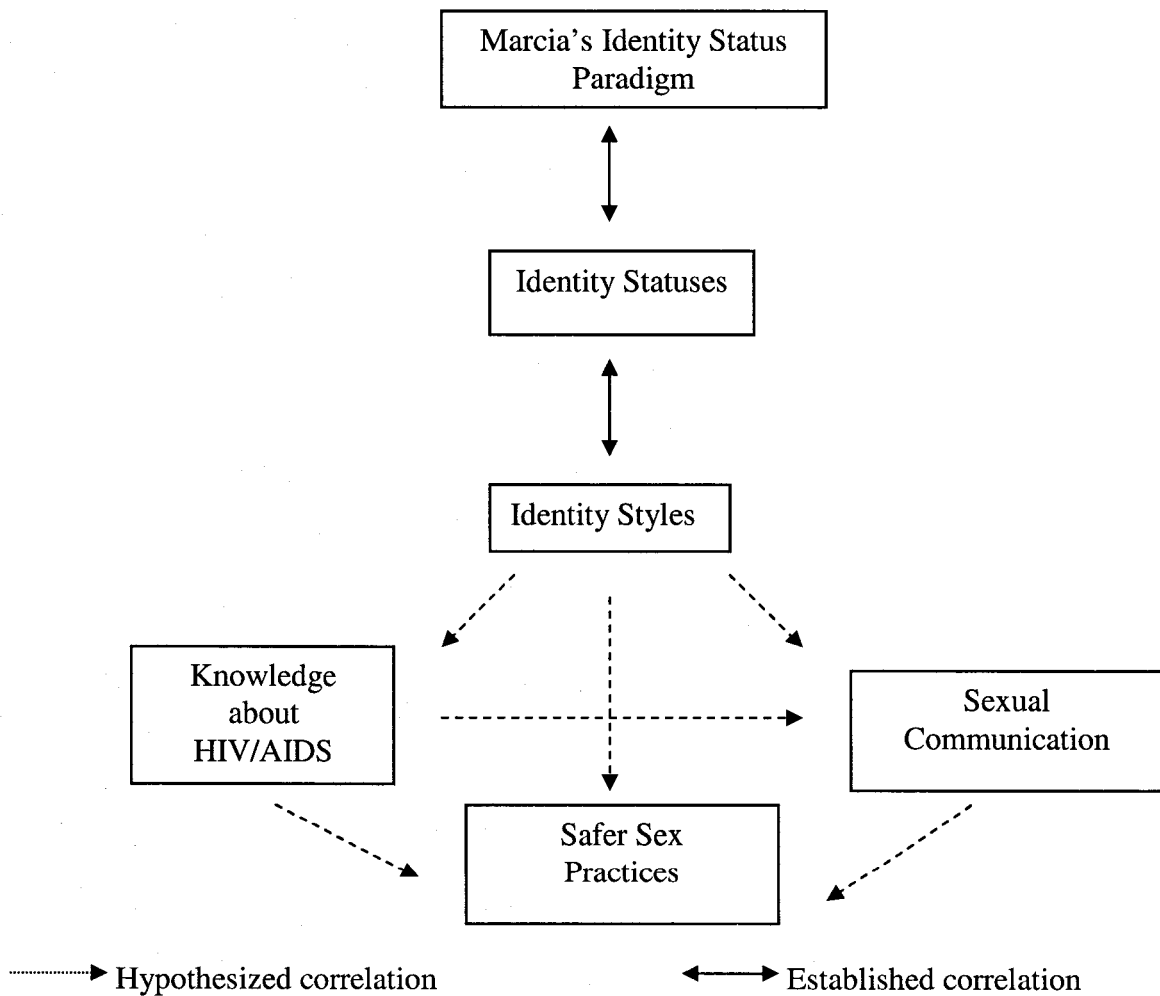 Marcia's Identity Status
Paradigm
Identity Statuses
Identity Styles
Knowledge
about
HIV/AIDS
Sexual
Communication
Safer Sex
Practices
Hypothesized correlation
Established correlation